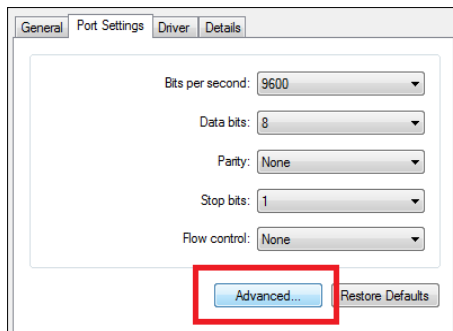 General Port Settings Driver Details
Bits per second: 9600
Data bits: 8
Parity: None
Stop bits: 1
Flow control: None
Advanced... Restore Defaults